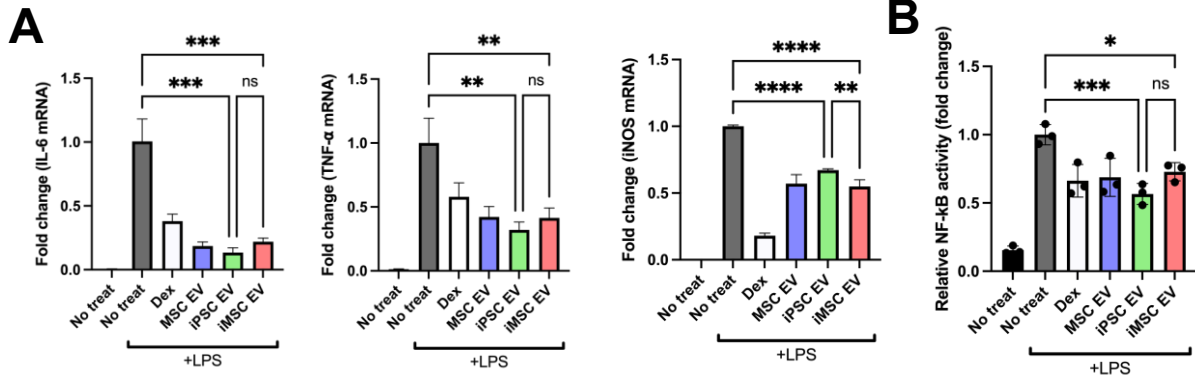 A
Fold change (IL-6 mRNA)
1.5
1.0
0.5
0.0
***
***
ns
No treat
No treat
Dex
MSC EV
iPSC EV
iMSC EV
+LPS
Fold change (TNF-α mRNA)
1.5
1.0
0.5
0.0
**
**
ns
No treat
No treat
Dex
MSC EV
iPSC EV
iMSC EV
+LPS
Fold change (iNOS mRNA)
1.5
1.0
0.5
0.0
****
****
**
No treat
No treat
Dex
MSC EV
iPSC EV
iMSC EV
+LPS
B
Relative NF-kB activity (fold change)
1.5
1.0
0.5
0.0
*
***
ns
No treat
No treat
Dex
MSC EV
iPSC EV
iMSC EV
+LPS